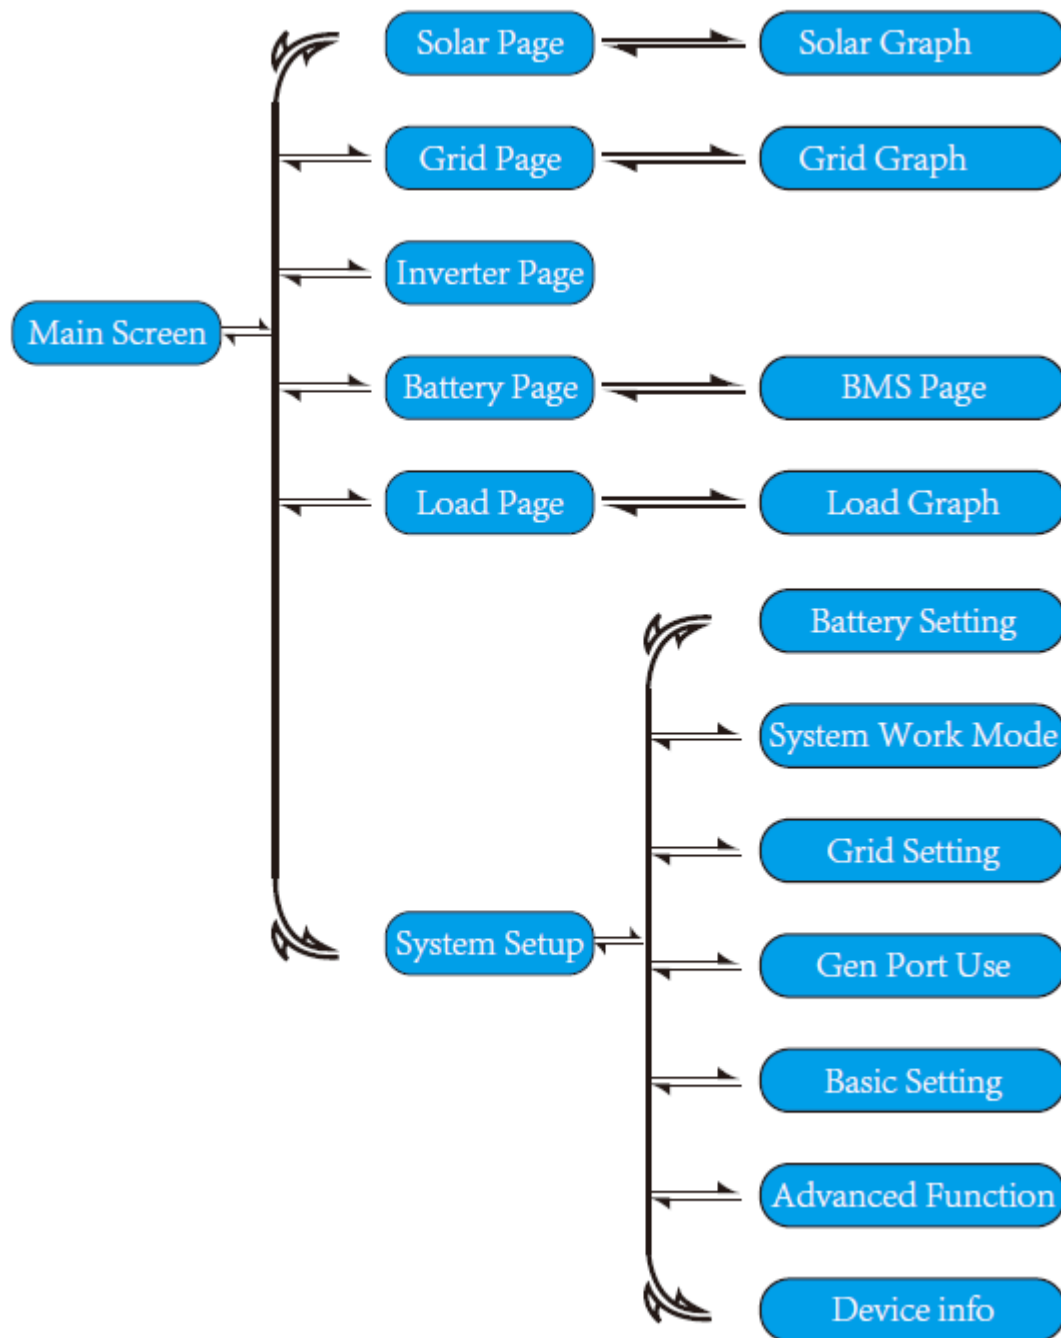 Solar Page
Solar Graph
Grid Page
Grid Graph
Inverter Page
Main Screen
Battery Page
BMS Page
Load Page
Load Graph
Battery Setting
System Work Mode
Grid Setting
System Setup
Gen Port Use
Basic Setting
Advanced Function
Device info